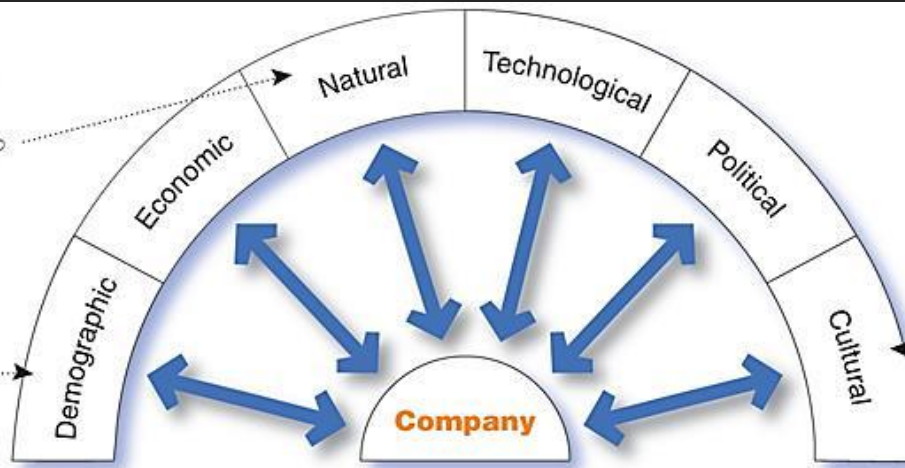 Demographic
Economic
Natural
Technological
Political
Cultural
Company